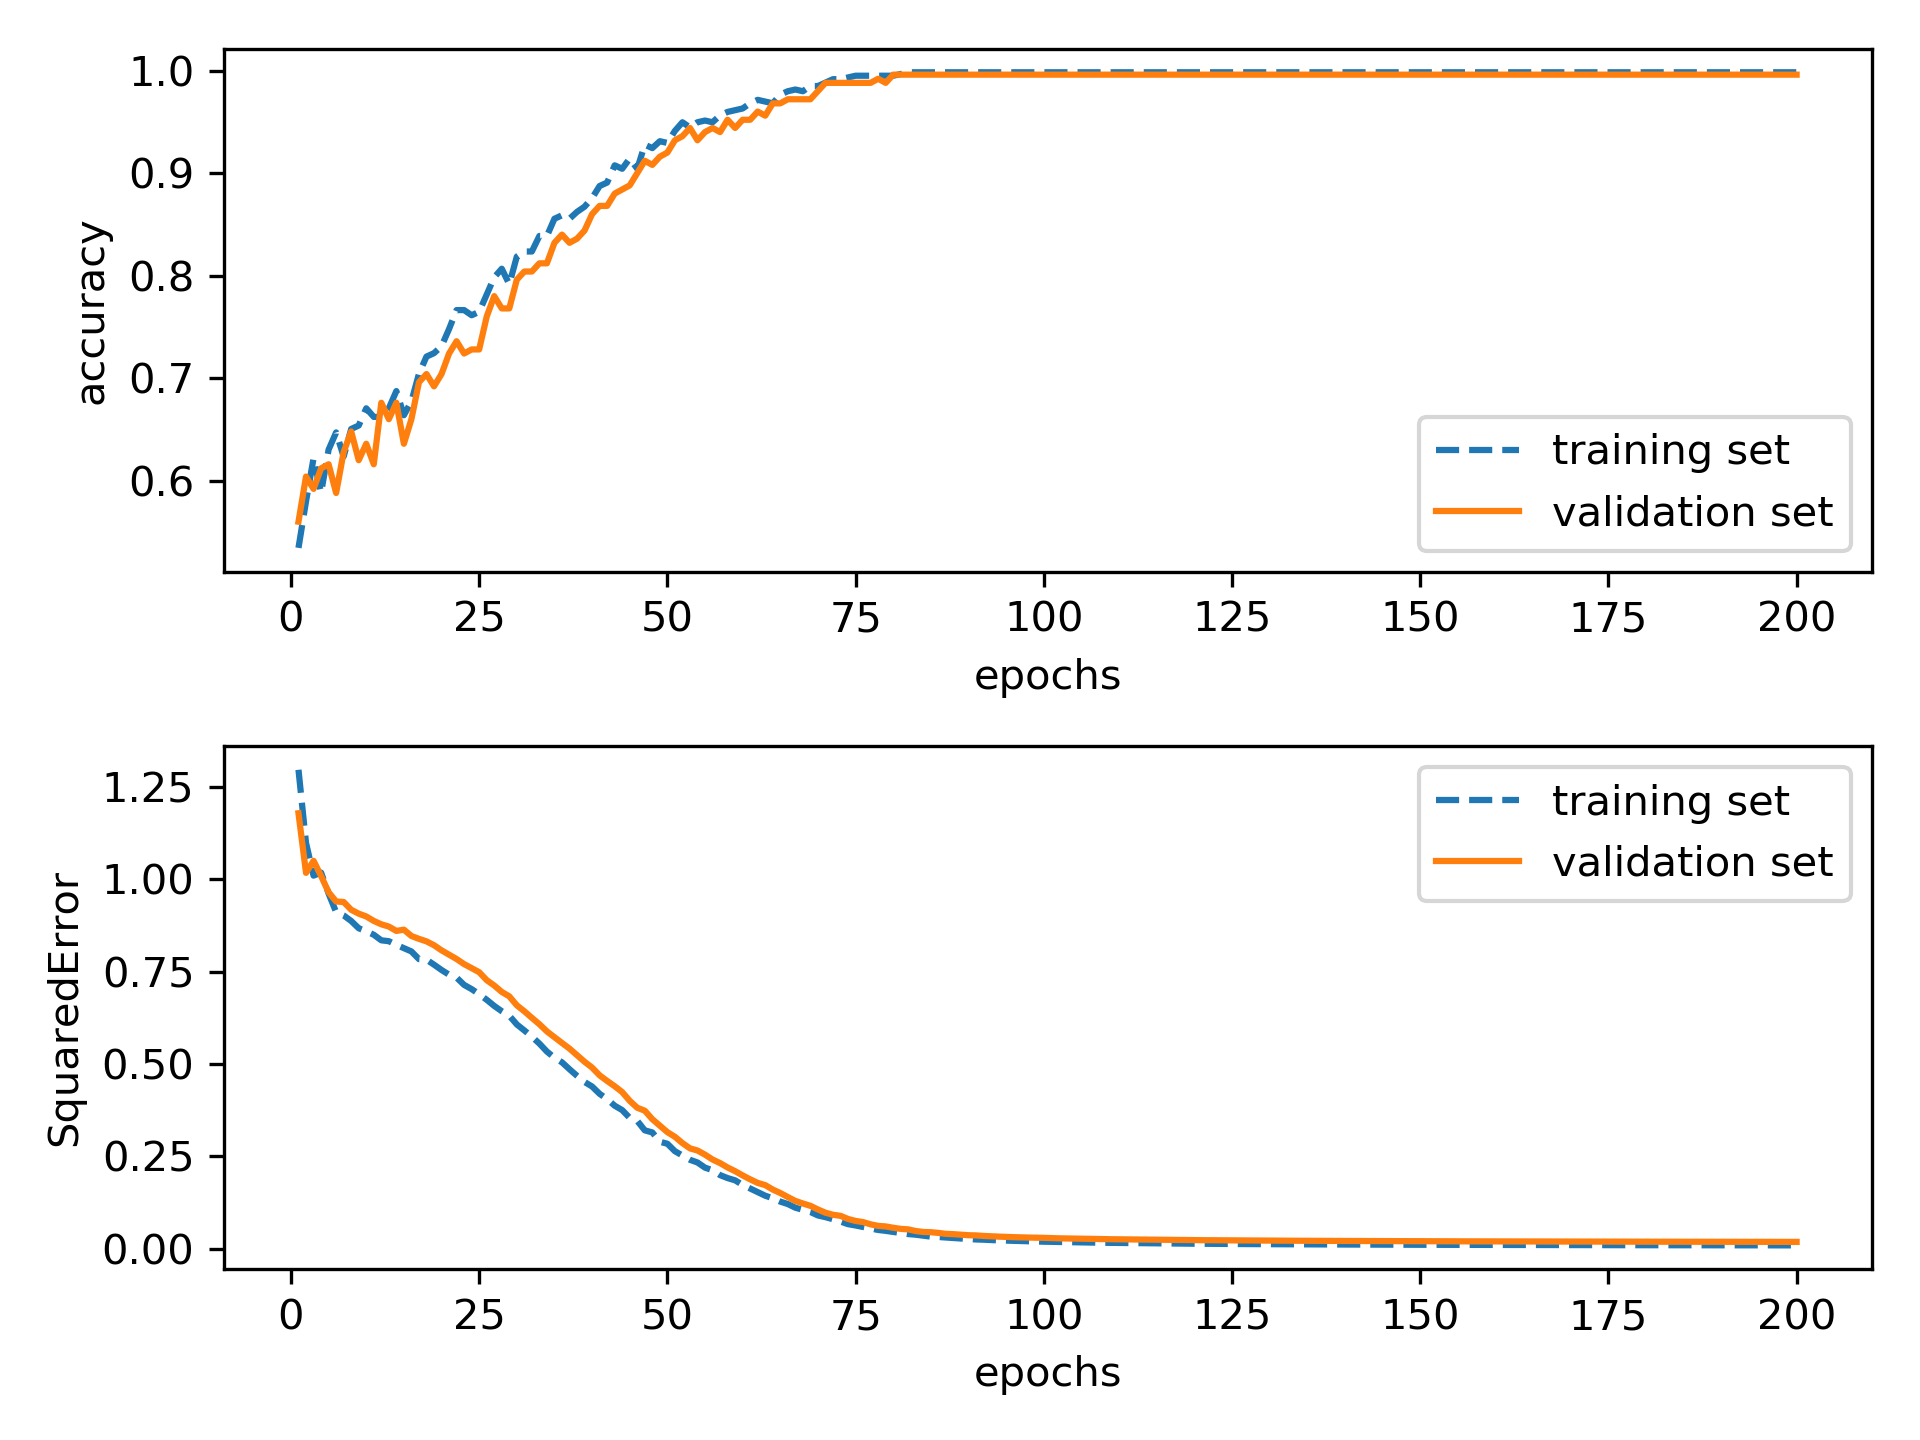 1.0
0.9
0.8
0.7
0.6
accuracy
training set
validation set
0 25 50 75 100 125 150 175 200
epochs
1.25
1.00
0.75
0.50
0.25
0.00
SquaredError
training set
validation set
0 25 50 75 100 125 150 175 200
epochs